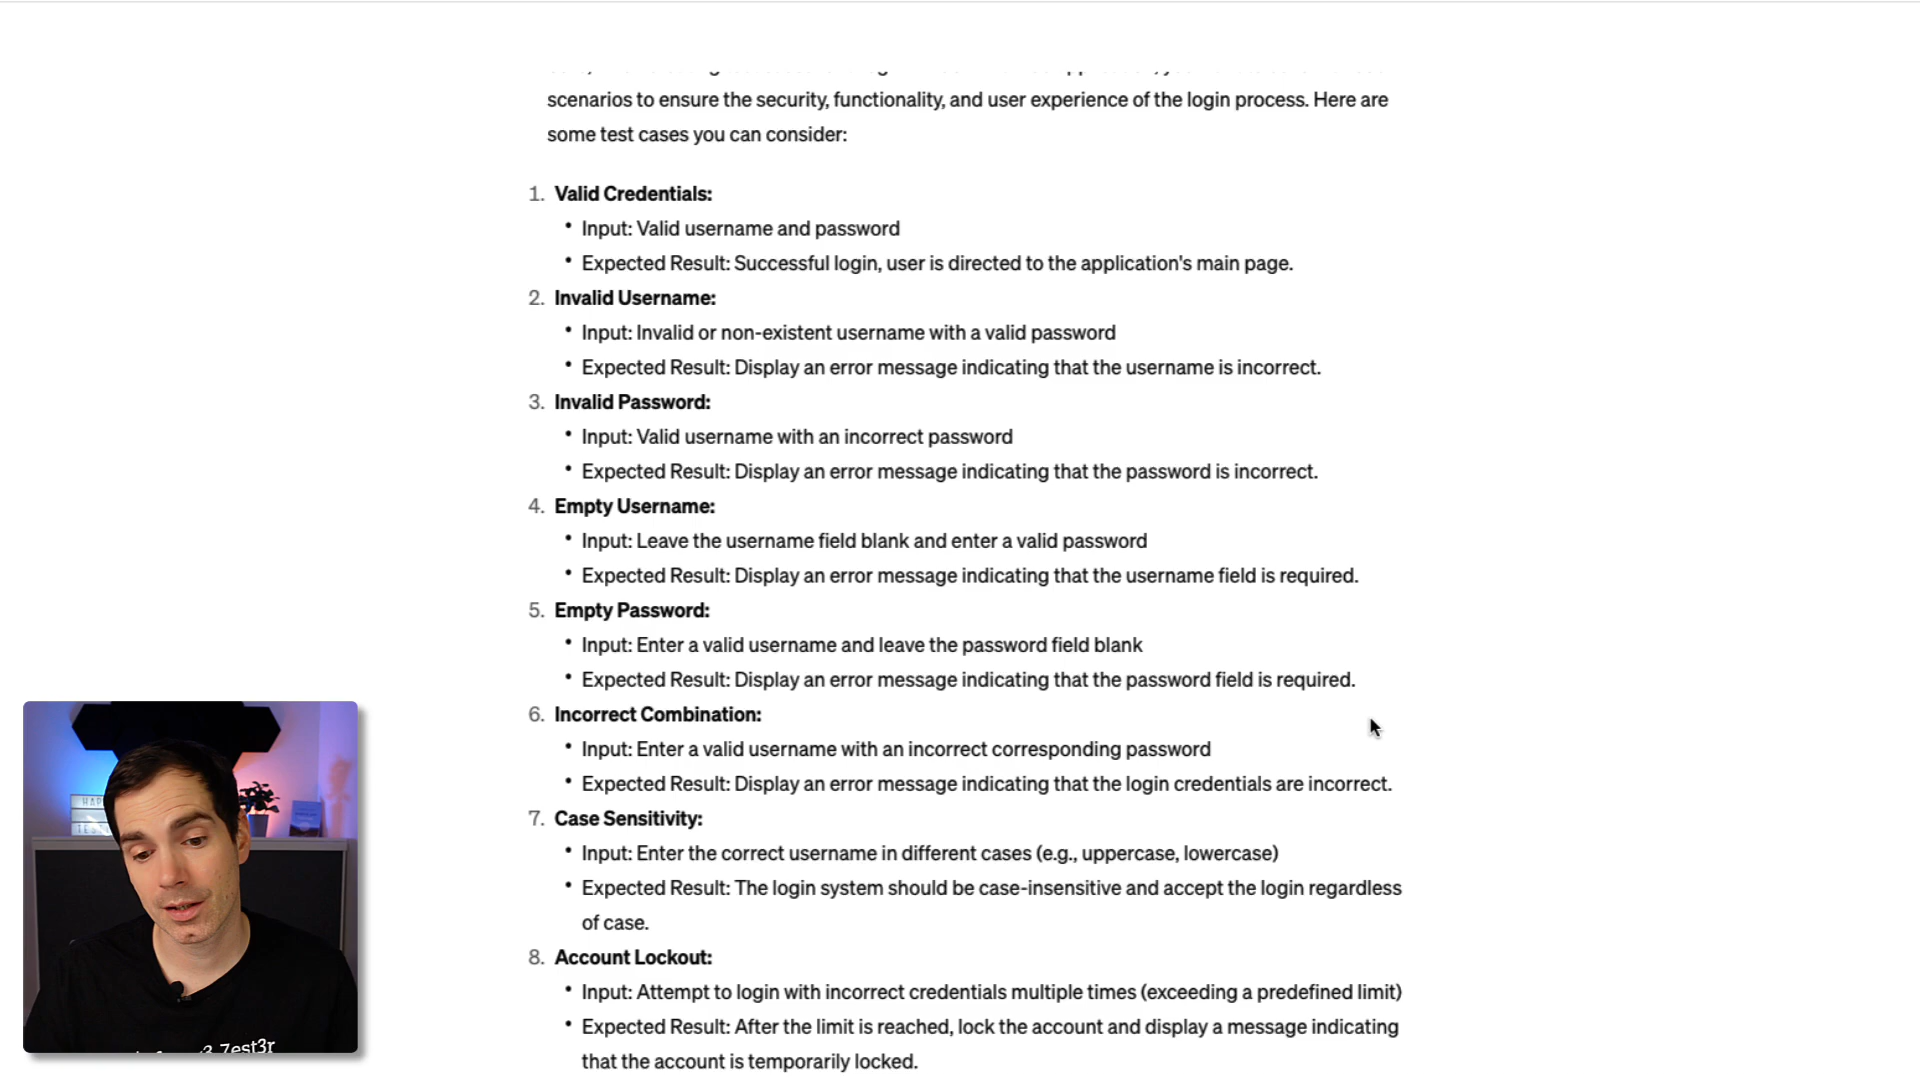 scenarios to ensure the security, functionality, and user experience of the login process. Here are
some test cases you can consider:
1. Valid Credentials:
• Input: Valid username and password
• Expected Result: Successful login, user is directed to the application's main page.
2. Invalid Username:
• Input: Invalid or non-existent username with a valid password
• Expected Result: Display an error message indicating that the username is incorrect.
3. Invalid Password:
• Input: Valid username with an incorrect password
• Expected Result: Display an error message indicating that the password is incorrect.
4. Empty Username:
• Input: Leave the username field blank and enter a valid password
• Expected Result: Display an error message indicating that the username field is required.
5. Empty Password:
• Input: Enter a valid username and leave the password field blank
• Expected Result: Display an error message indicating that the password field is required.
6. Incorrect Combination:
• Input: Enter a valid username with an incorrect corresponding password
• Expected Result: Display an error message indicating that the login credentials are incorrect.
7. Case Sensitivity:
• Input: Enter the correct username in different cases (e.g., uppercase, lowercase)
• Expected Result: The login system should be case-insensitive and accept the login regardless
of case.
8. Account Lockout:
• Input: Attempt to login with incorrect credentials multiple times (exceeding a predefined limit)
• Expected Result: After the limit is reached, lock the account and display a message indicating
that the account is temporarily locked.
7est3r